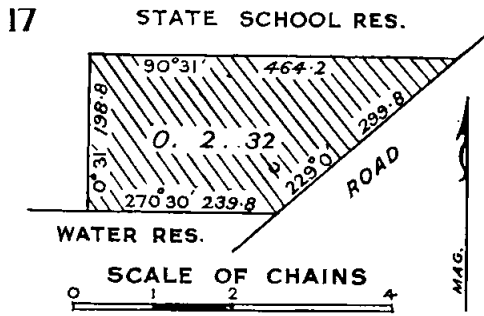 17
STATE SCHOOL RES.
90°31′ 464·2
0°31′ 198·8
0. 2. 32
229°0′ 299·8
ROAD
270°30′ 239·8
WATER RES.
MAG.
SCALE OF CHAINS
0 1 2 4